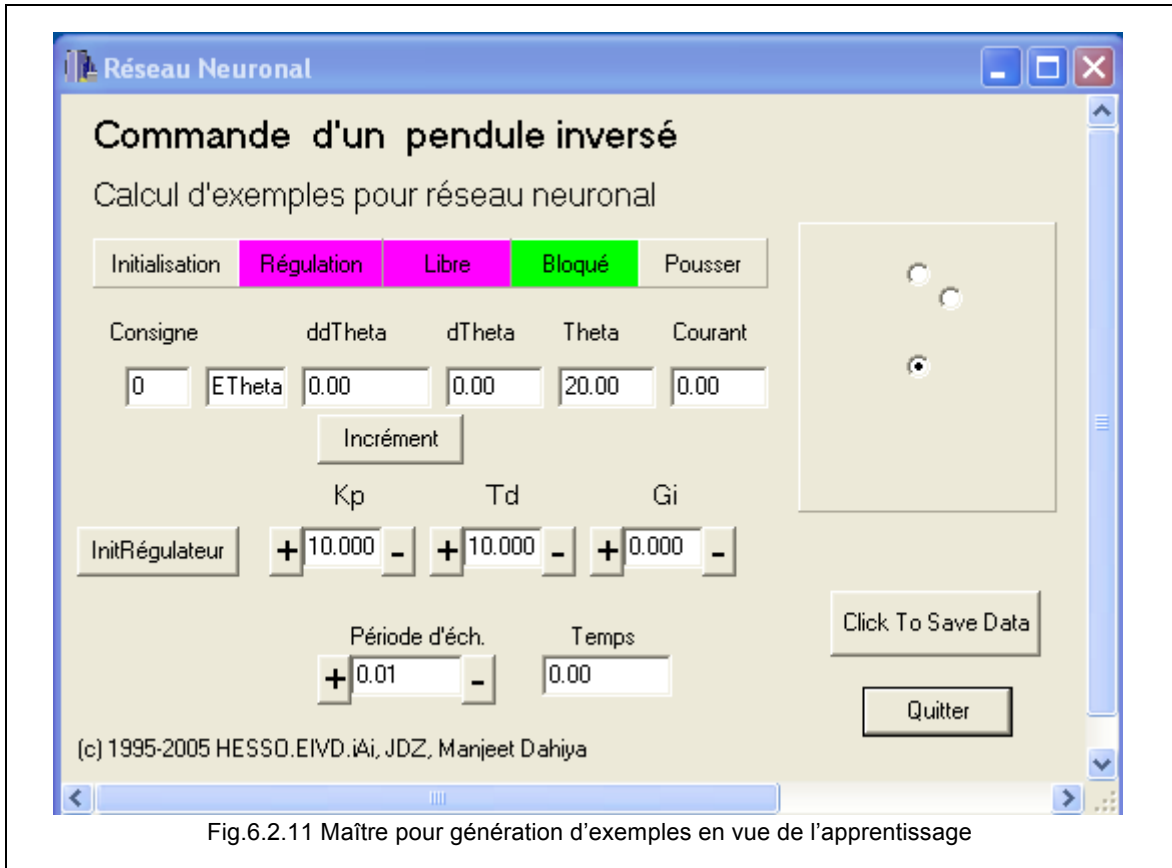 Réseau Neuronal
Commande d'un pendule inversé
Calcul d'exemples pour réseau neuronal
Initialisation Régulation Libre Bloqué Pousser
Consigne ddTheta dTheta Theta Courant
0 ETheta 0.00 0.00 20.00 0.00
Incrément
Kp Td Gi
InitRégulateur + 10.000 - + 10.000 - + 0.000 -
Click To Save Data
Période d'éch. Temps
+ 0.01 - 0.00
Quitter
(c) 1995-2005 HESSO.EIVD.iAi, JDZ, Manjeet Dahiya
Fig.6.2.11 Maître pour génération d’exemples en vue de l’apprentissage